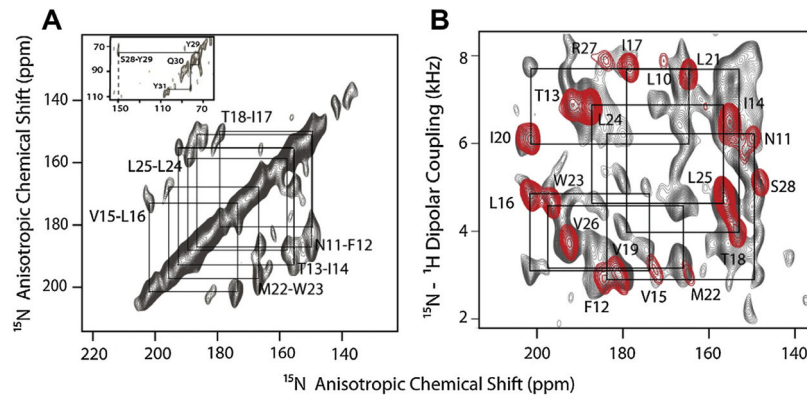 A
B
70
90
110
150
70
Y29
S28-Y29
Q30
Y31
140
160
180
200
220
200
180
160
140
T18-I17
L25-L24
V15-L16
N11-F12
T13-I14
M22-W23
15N Anisotropic Chemical Shift (ppm)
8
6
4
2
200
180
160
140
R27
I17
L21
L10
T13
I14
L24
I20
N11
W23
L25
S28
L16
V26
V19
T18
F12
V15
M22
15N - 1H Dipolar Coupling (kHz)
15N Anisotropic Chemical Shift (ppm)